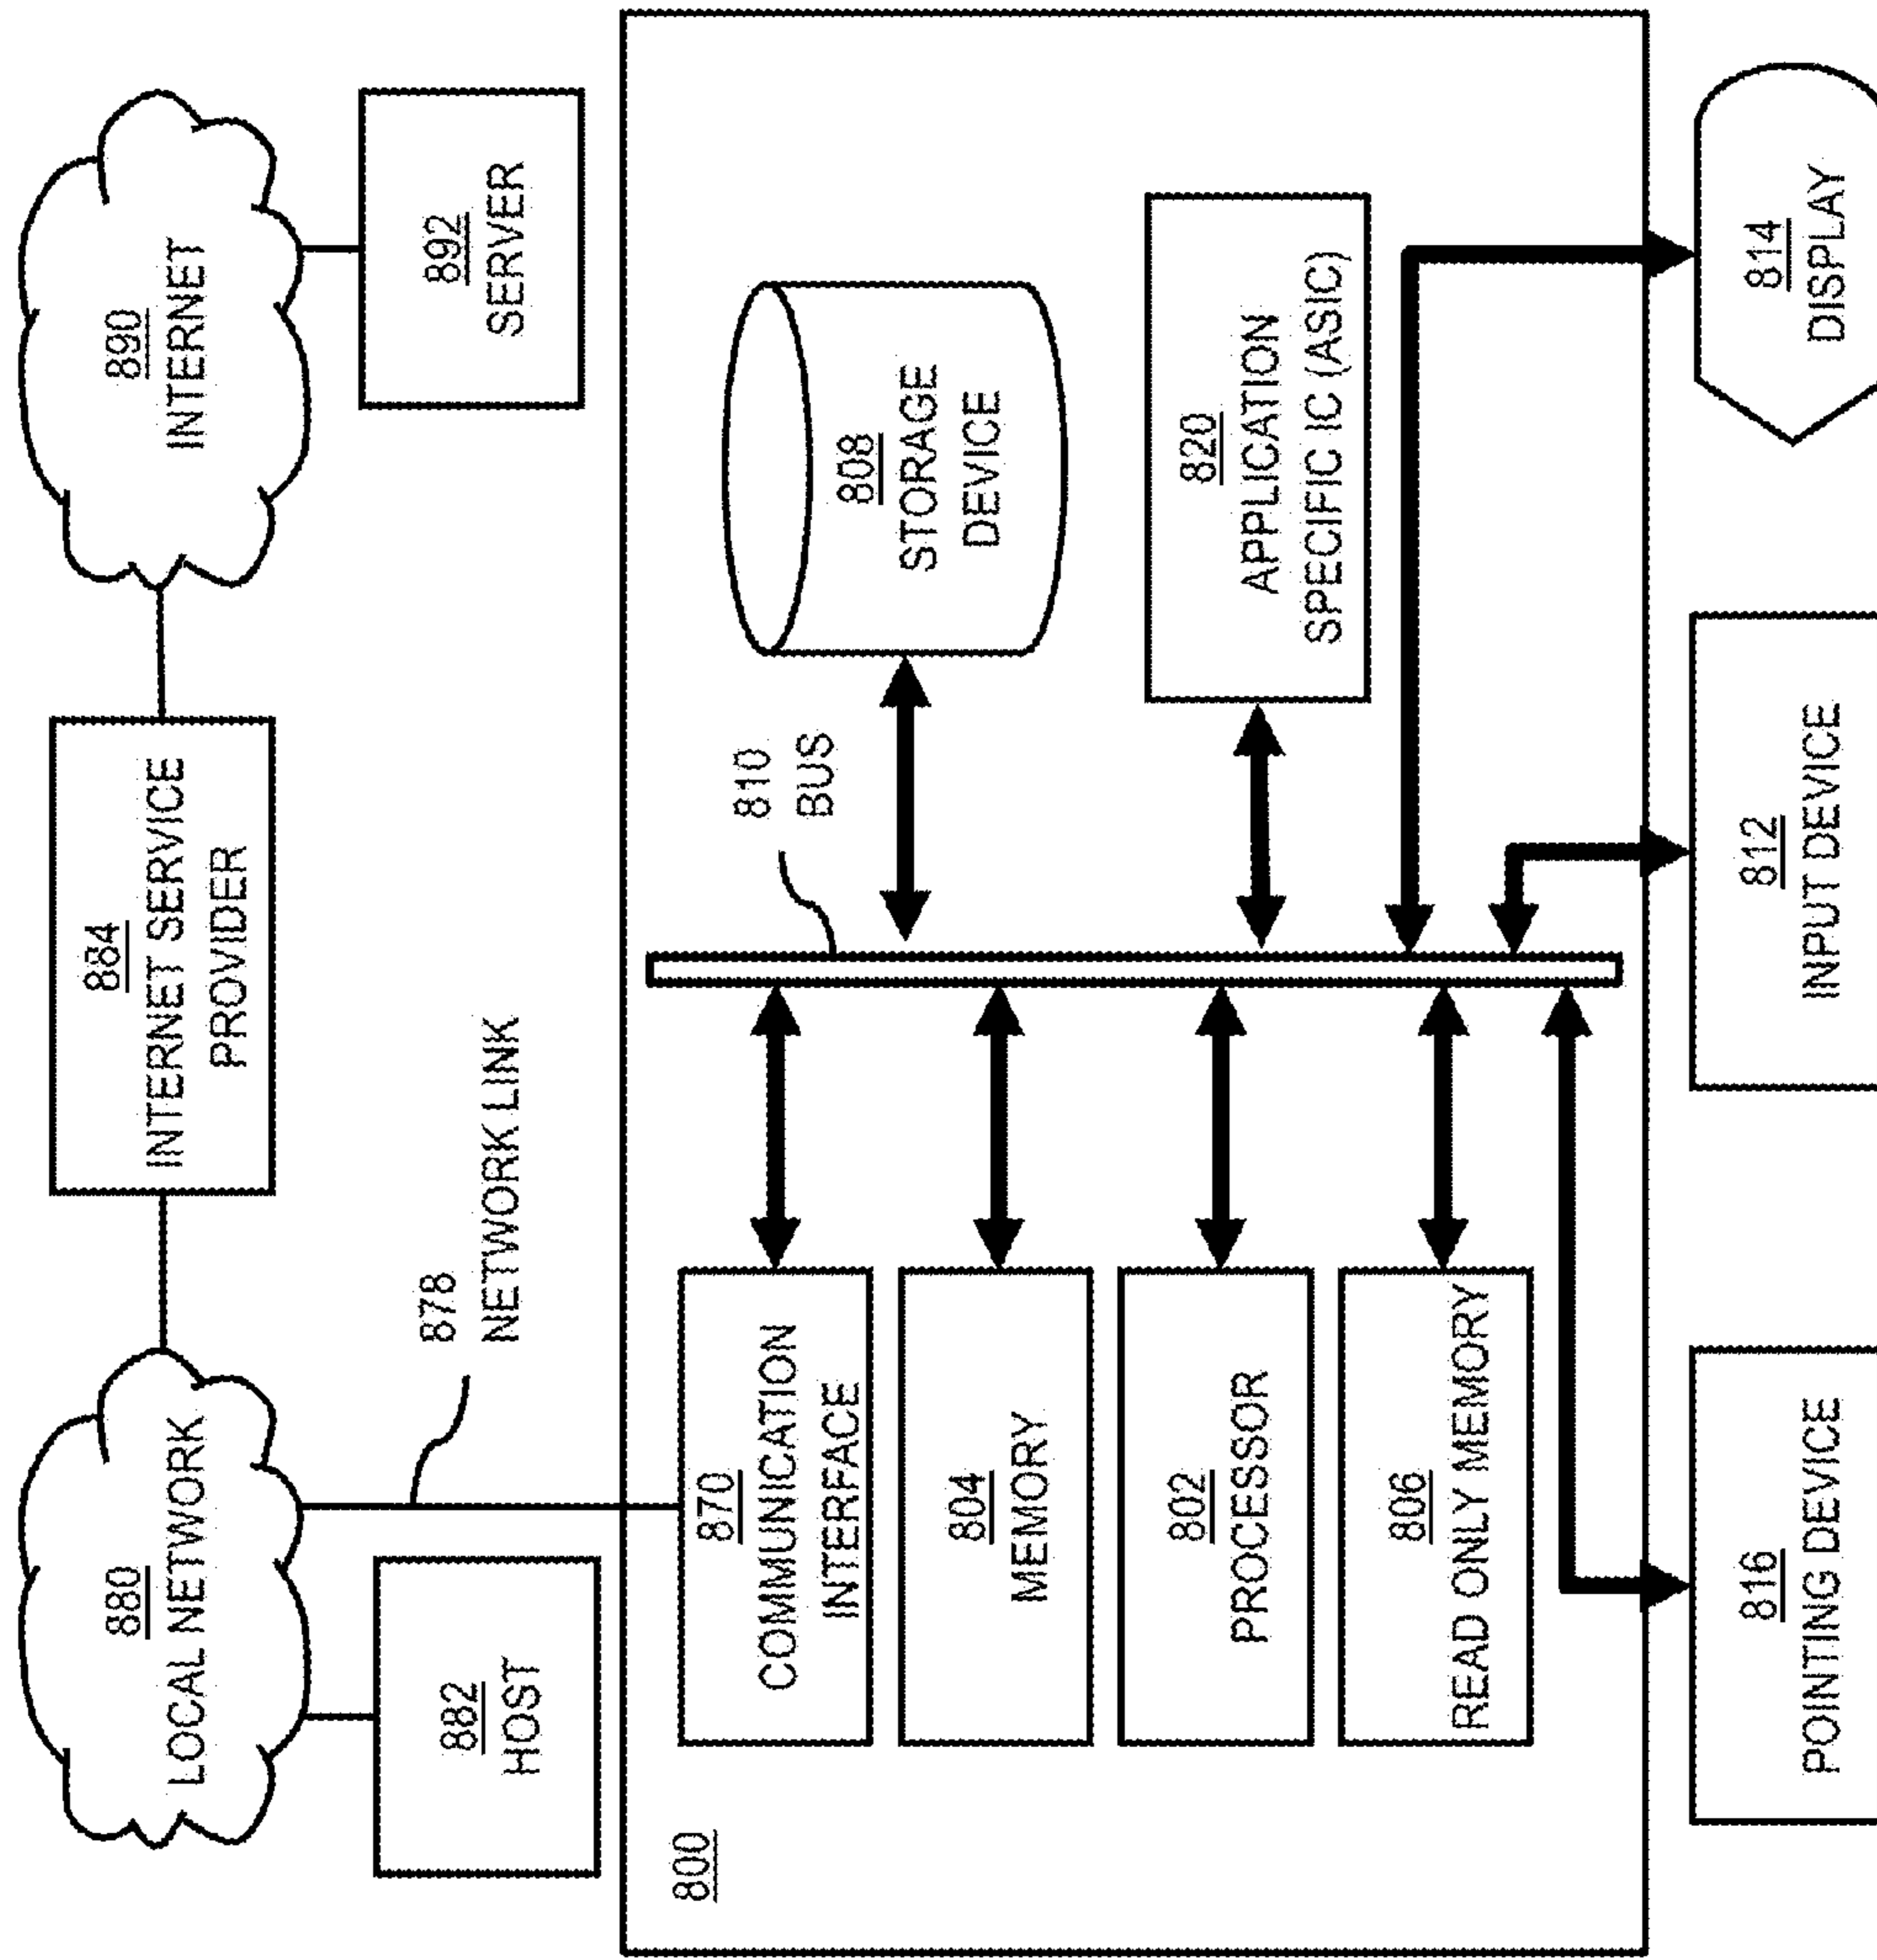 880
LOCAL NETWORK
884
INTERNET SERVICE
PROVIDER
890
INTERNET
882
HOST
878
NETWORK LINK
892
SERVER
800
870
COMMUNICATION
INTERFACE
810
BUS
808
STORAGE
DEVICE
804
MEMORY
802
PROCESSOR
820
APPLICATION
SPECIFIC IC (ASIC)
806
READ ONLY MEMORY
816
POINTING DEVICE
812
INPUT DEVICE
814
DISPLAY